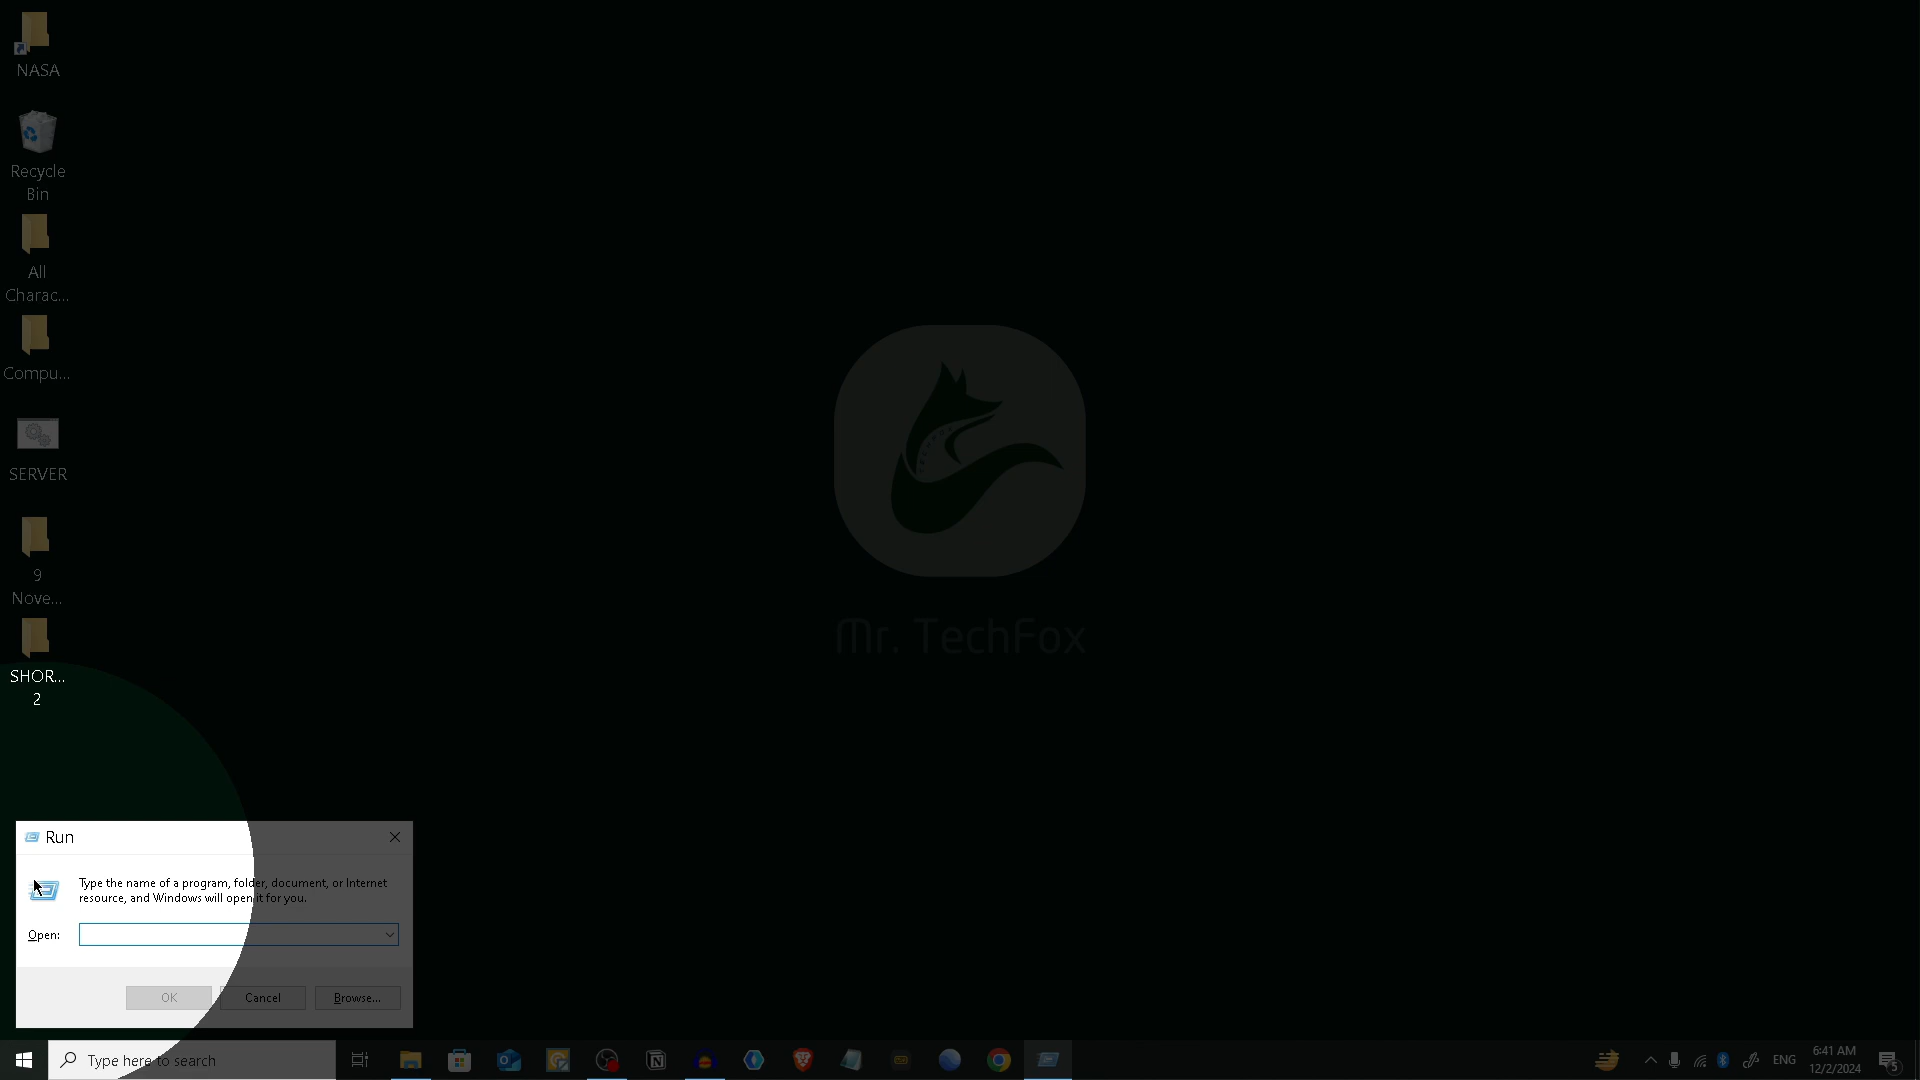 NASA
Recycle
Bin
All
Charac...
Compu...
SERVER
9
Nove...
SHOR...
2
Mr. TechFox
Run
Type the name of a program, folder, document, or Internet
resource, and Windows will open it for you.
Open:
OK
Cancel
Browse...
Type here to search
ENG
6:41 AM
12/2/2024
5